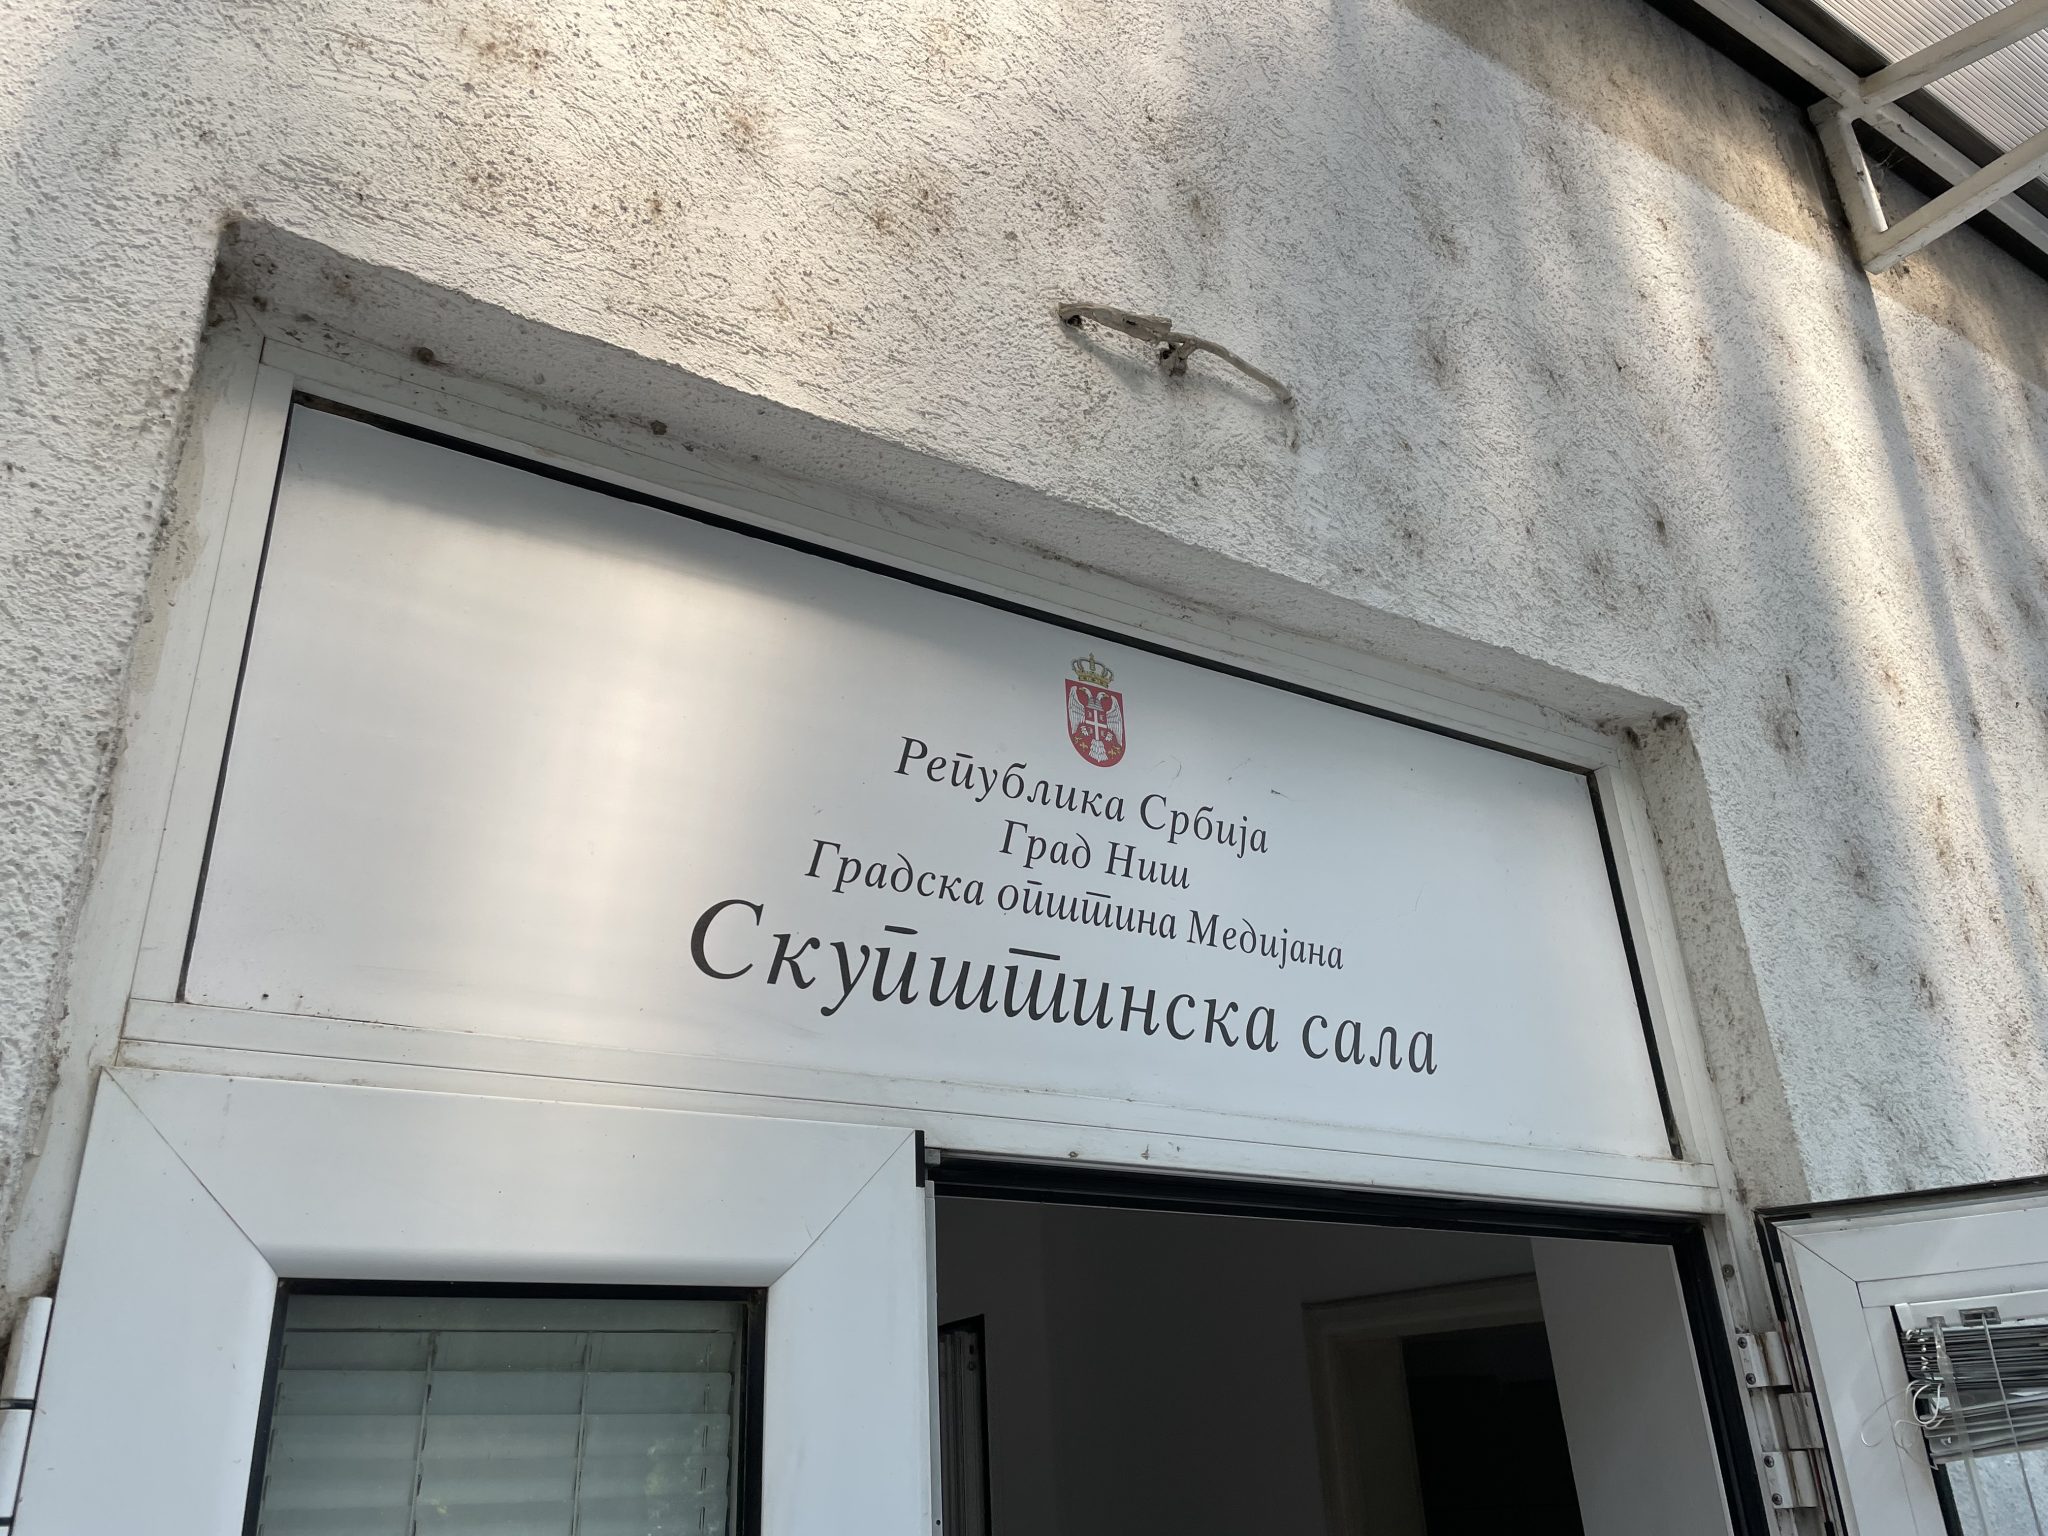 Република Србија
Град Ниш
Градска општина Медијана
Скупштинска сала